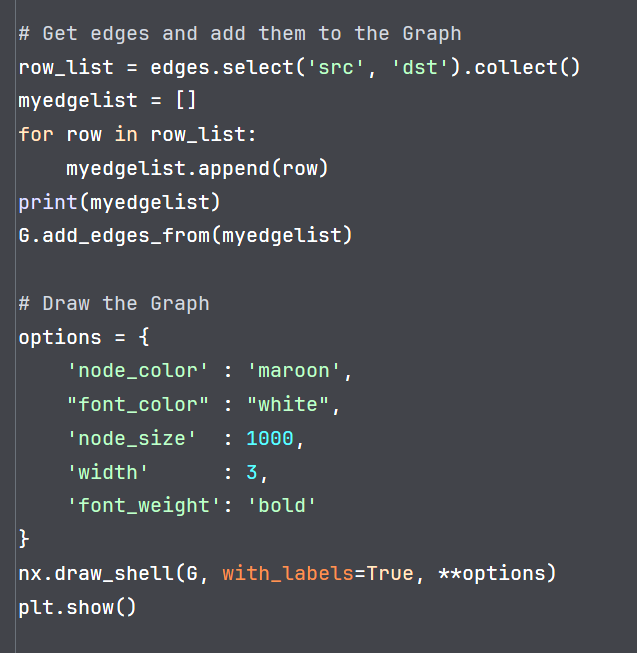 # Get edges and add them to the Graph
row_list = edges.select('src', 'dst').collect()
myedgelist = []
for row in row_list:
    myedgelist.append(row)
print(myedgelist)
G.add_edges_from(myedgelist)

# Draw the Graph
options = {
    'node_color' : 'maroon',
    "font_color" : "white",
    'node_size'  : 1000,
    'width'      : 3,
    'font_weight': 'bold'
}
nx.draw_shell(G, with_labels=True, **options)
plt.show()